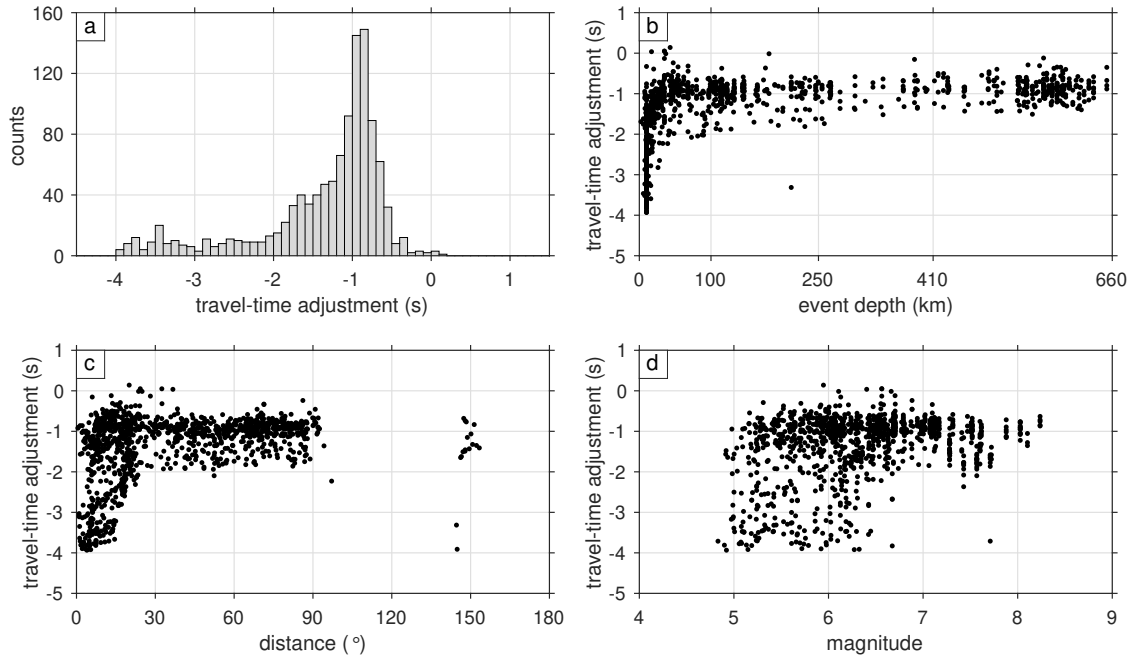 a
160
120
80
40
0
counts
-4 -3 -2 -1 0 1
travel-time adjustment (s)
b
1
0
-1
-2
-3
-4
-5
travel-time adjustment (s)
0 100 250 410 660
event depth (km)
c
1
0
-1
-2
-3
-4
-5
travel-time adjustment (s)
0 30 60 90 120 150 180
distance (°)
d
1
0
-1
-2
-3
-4
-5
travel-time adjustment (s)
4 5 6 7 8 9
magnitude